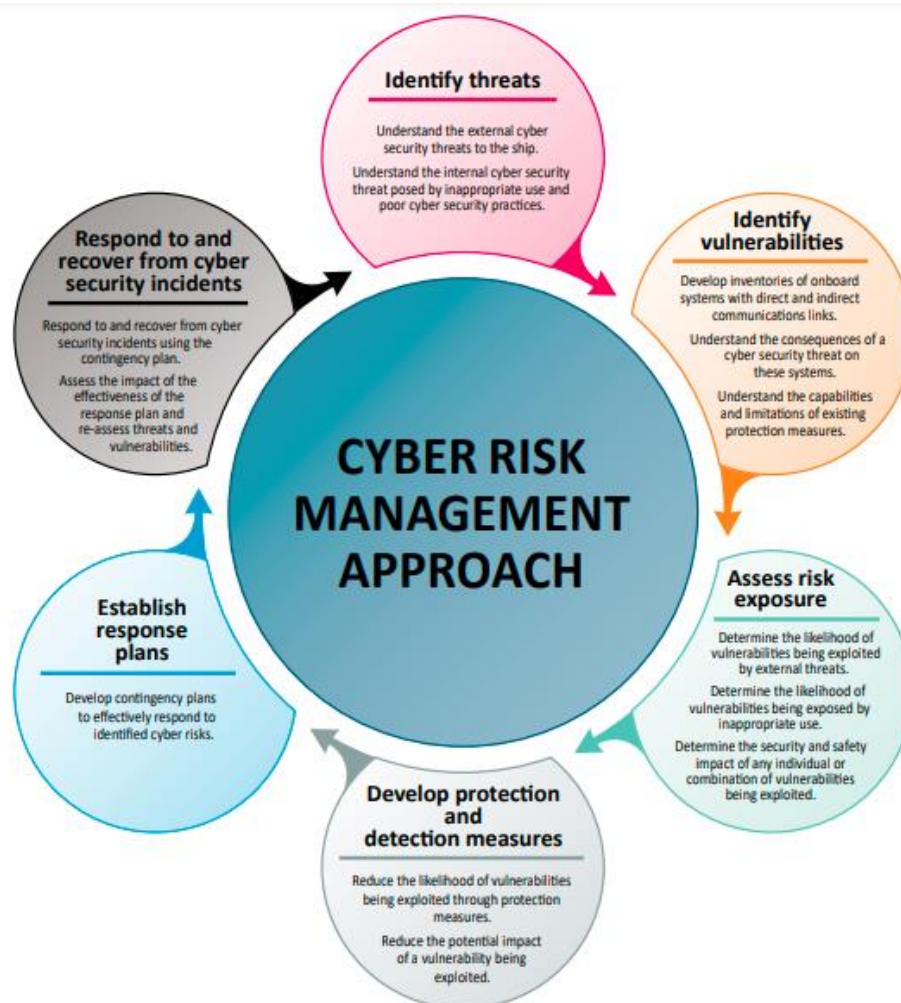 Identify threats
Understand the external cyber
security threats to the ship.
Understand the internal cyber security
threat posed by inappropriate use and
poor cyber security practices.
Identify
vulnerabilities
Develop inventories of onboard
systems with direct and indirect
communications links.
Understand the consequences of a
cyber security threat on
these systems.
Understand the capabilities
and limitations of existing
protection measures.
Assess risk
exposure
Determine the likelihood of
vulnerabilities being exploited
by external threats.
Determine the likelihood of
vulnerabilities being exposed by
inappropriate use.
Determine the security and safety
impact of any individual or
combination of vulnerabilities
being exploited.
Develop protection
and
detection measures
Reduce the likelihood of vulnerabilities
being exploited through protection
measures.
Reduce the potential impact
of a vulnerability being
exploited.
Establish
response
plans
Develop contingency plans
to effectively respond to
identified cyber risks.
Respond to and
recover from cyber
security incidents
Respond to and recover from cyber
security incidents using the
contingency plan.
Assess the impact of the
effectiveness of the
response plan and
re-assess threats and
vulnerabilities.
CYBER RISK
MANAGEMENT
APPROACH